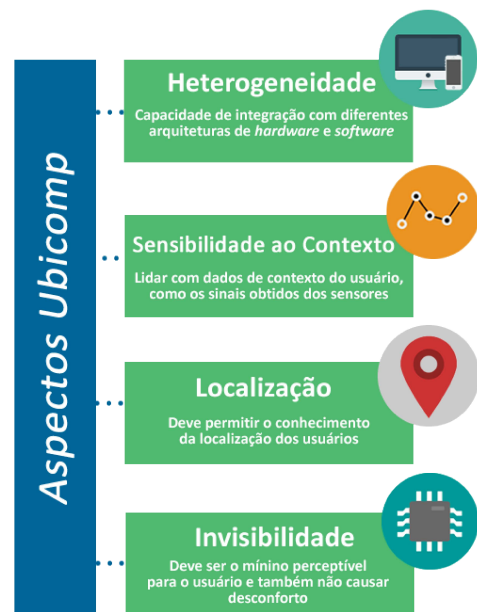 Aspectos Ubicomp
Heterogeneidade
Capacidade de integração com diferentes
arquiteturas de hardware e software
Sensibilidade ao Contexto
Lidar com dados de contexto do usuário,
como os sinais obtidos dos sensores
Localização
Deve permitir o conhecimento
da localização dos usuários
Invisibilidade
Deve ser o mínino perceptível
para o usuário e também não causar
desconforto